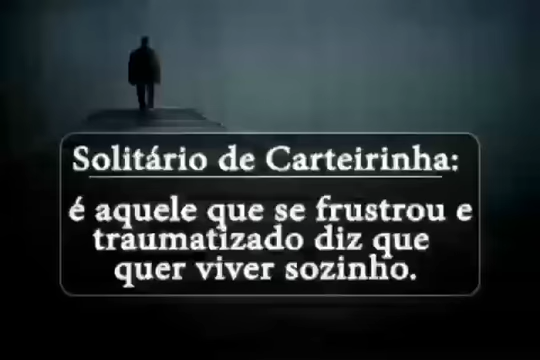 Solitário de Carteirinha:
é aquele que se frustrou e
traumatizado diz que
quer viver sozinho.